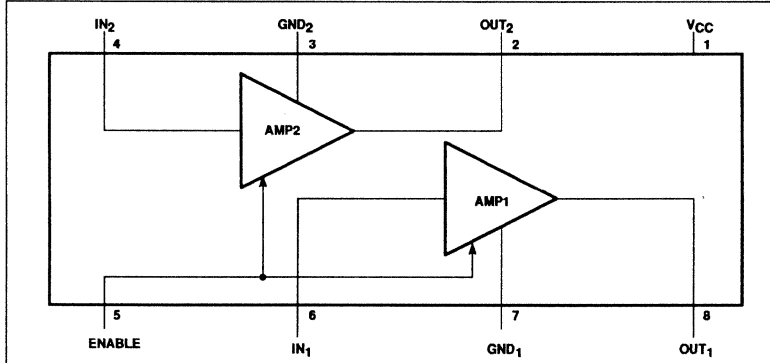 IN2 GND2 OUT2 VCC
4 3 2 1
AMP2
AMP1
5 6 7 8
ENABLE IN1 GND1 OUT1